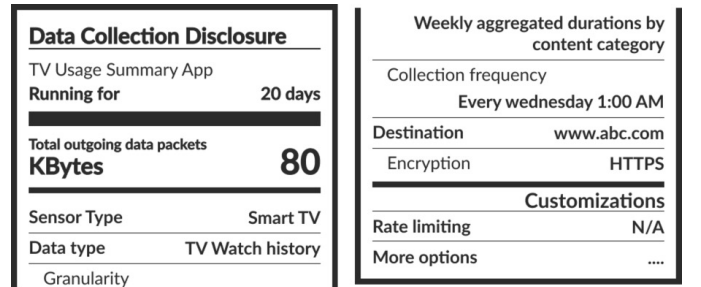 Data Collection Disclosure
TV Usage Summary App
Running for 20 days
Total outgoing data packets
KBytes 80
Sensor Type Smart TV
Data type TV Watch history
Granularity
Weekly aggregated durations by
content category
Collection frequency
Every wednesday 1:00 AM
Destination www.abc.com
Encryption HTTPS
Customizations
Rate limiting N/A
More options ....